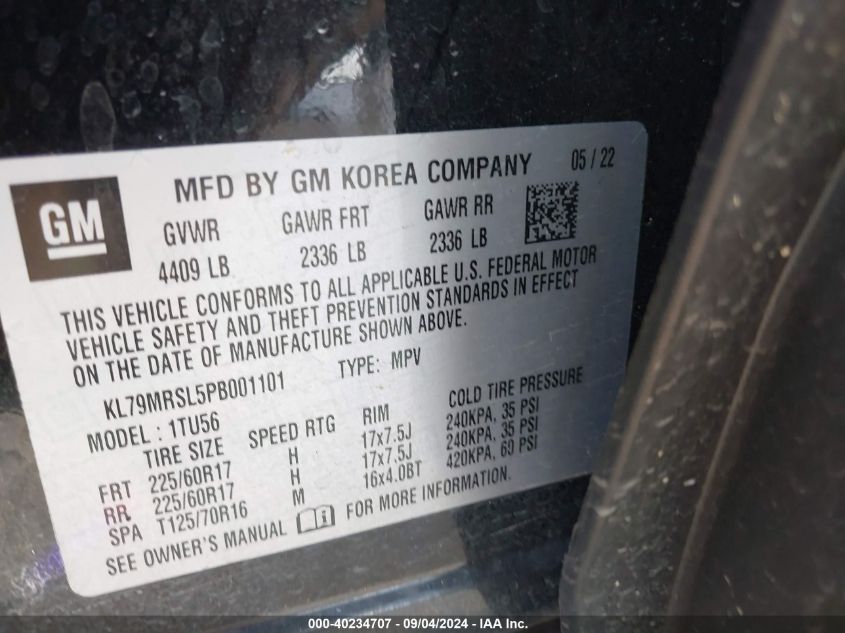 GM
MFD BY GM KOREA COMPANY 05 / 22
GVWR GAWR FRT GAWR RR
4409 LB 2336 LB 2336 LB
THIS VEHICLE CONFORMS TO ALL APPLICABLE U.S. FEDERAL MOTOR
VEHICLE SAFETY AND THEFT PREVENTION STANDARDS IN EFFECT
ON THE DATE OF MANUFACTURE SHOWN ABOVE.
KL79MRSL5PB001101 TYPE: MPV
MODEL : 1TU56
TIRE SIZE SPEED RTG RIM COLD TIRE PRESSURE
FRT 225/60R17 H 17x7.5J 240KPA, 35 PSI
RR 225/60R17 H 17x7.5J 240KPA, 35 PSI
SPA T125/70R16 M 16x4.0BT 420KPA, 60 PSI
SEE OWNER'S MANUAL FOR MORE INFORMATION.
000-40234707 - 09/04/2024 - IAA Inc.